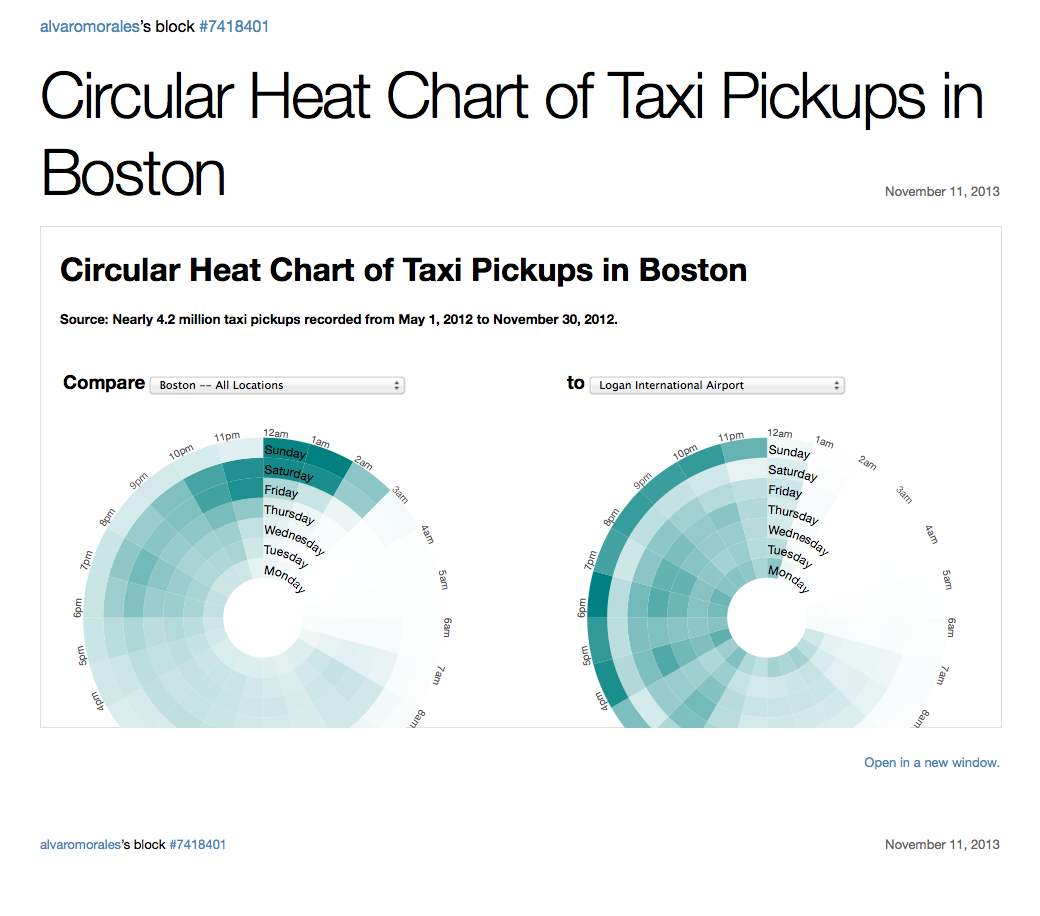 alvaromorales's block #7418401
Circular Heat Chart of Taxi Pickups in
Boston
November 11, 2013
Circular Heat Chart of Taxi Pickups in Boston
Source: Nearly 4.2 million taxi pickups recorded from May 1, 2012 to November 30, 2012.
Compare Boston -- All Locations
to Logan International Airport
12am
1am
2am
3am
4am
5am
6am
7am
8am
4pm
5pm
6pm
7pm
8pm
9pm
10pm
11pm
Sunday
Saturday
Friday
Thursday
Wednesday
Tuesday
Monday
12am
1am
2am
3am
4am
5am
6am
7am
8am
4pm
5pm
6pm
7pm
8pm
9pm
10pm
11pm
Sunday
Saturday
Friday
Thursday
Wednesday
Tuesday
Monday
Open in a new window.
alvaromorales's block #7418401
November 11, 2013